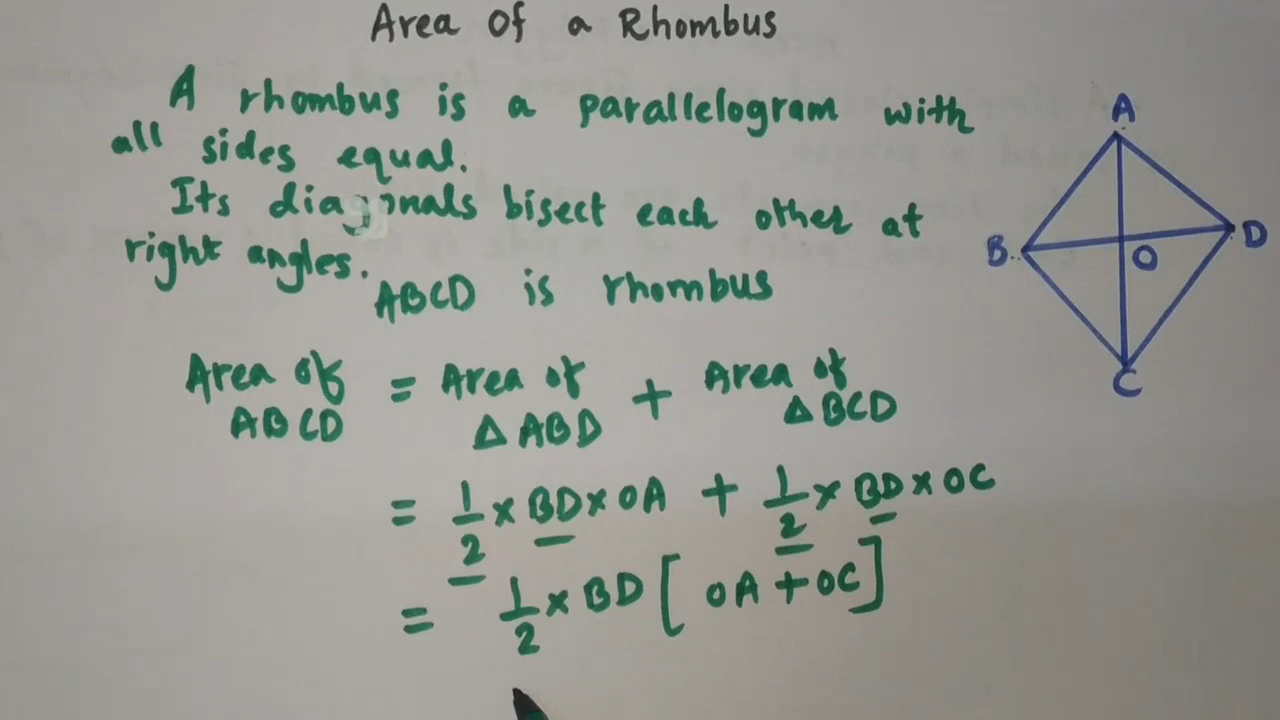 Area Of a Rhombus
A rhombus is a parallelogram with
all sides equal.
Its diagonals bisect each other at
right angles.
ABCD is rhombus
Area of ABCD = Area of Δ ABD + Area of Δ BCD
= 1/2 × BD × OA + 1/2 × BD × OC
= 1/2 × BD [ OA + OC ]
A
B
O
D
C